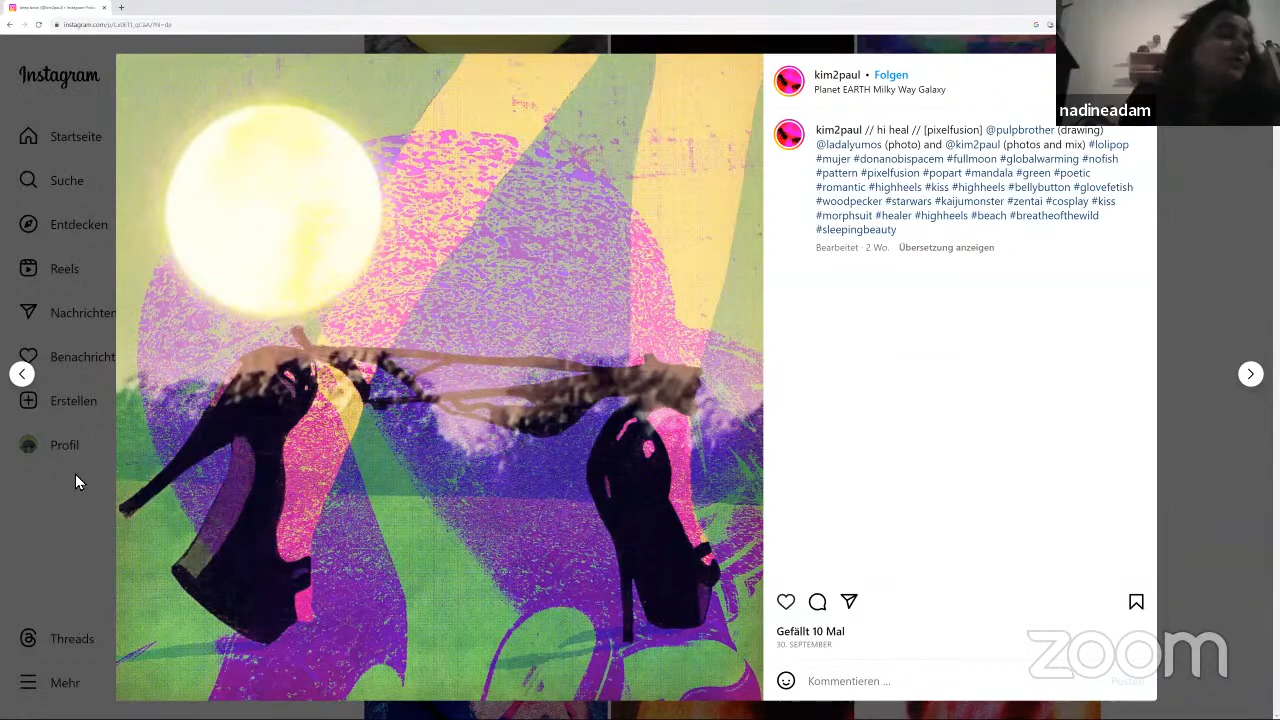 Instagram
Startseite
Suche
Entdecken
Reels
Nachrichten
Benachricht
Erstellen
Profil
Threads
Mehr
kim2paul • Folgen
Planet EARTH Milky Way Galaxy
kim2paul // hi heal // [pixelfusion] @pulpbrother (drawing)
@ladalyumos (photo) and @kim2paul (photos and mix) #lolipop
#mujer #donanobispacem #fullmoon #globalwarming #nofish
#pattern #pixelfusion #popart #mandala #green #poetic
#romantic #highheels #kiss #highheels #bellybutton #glovefetish
#woodpecker #starwars #kaijumonster #zentai #cosplay #kiss
#morphsuit #healer #highheels #beach #breatheofthewild
#sleepingbeauty
Bearbeitet · 2 Wo. Übersetzung anzeigen
Gefällt 10 Mal
30. SEPTEMBER
Kommentieren ...
Posten
nadineadam
zoom